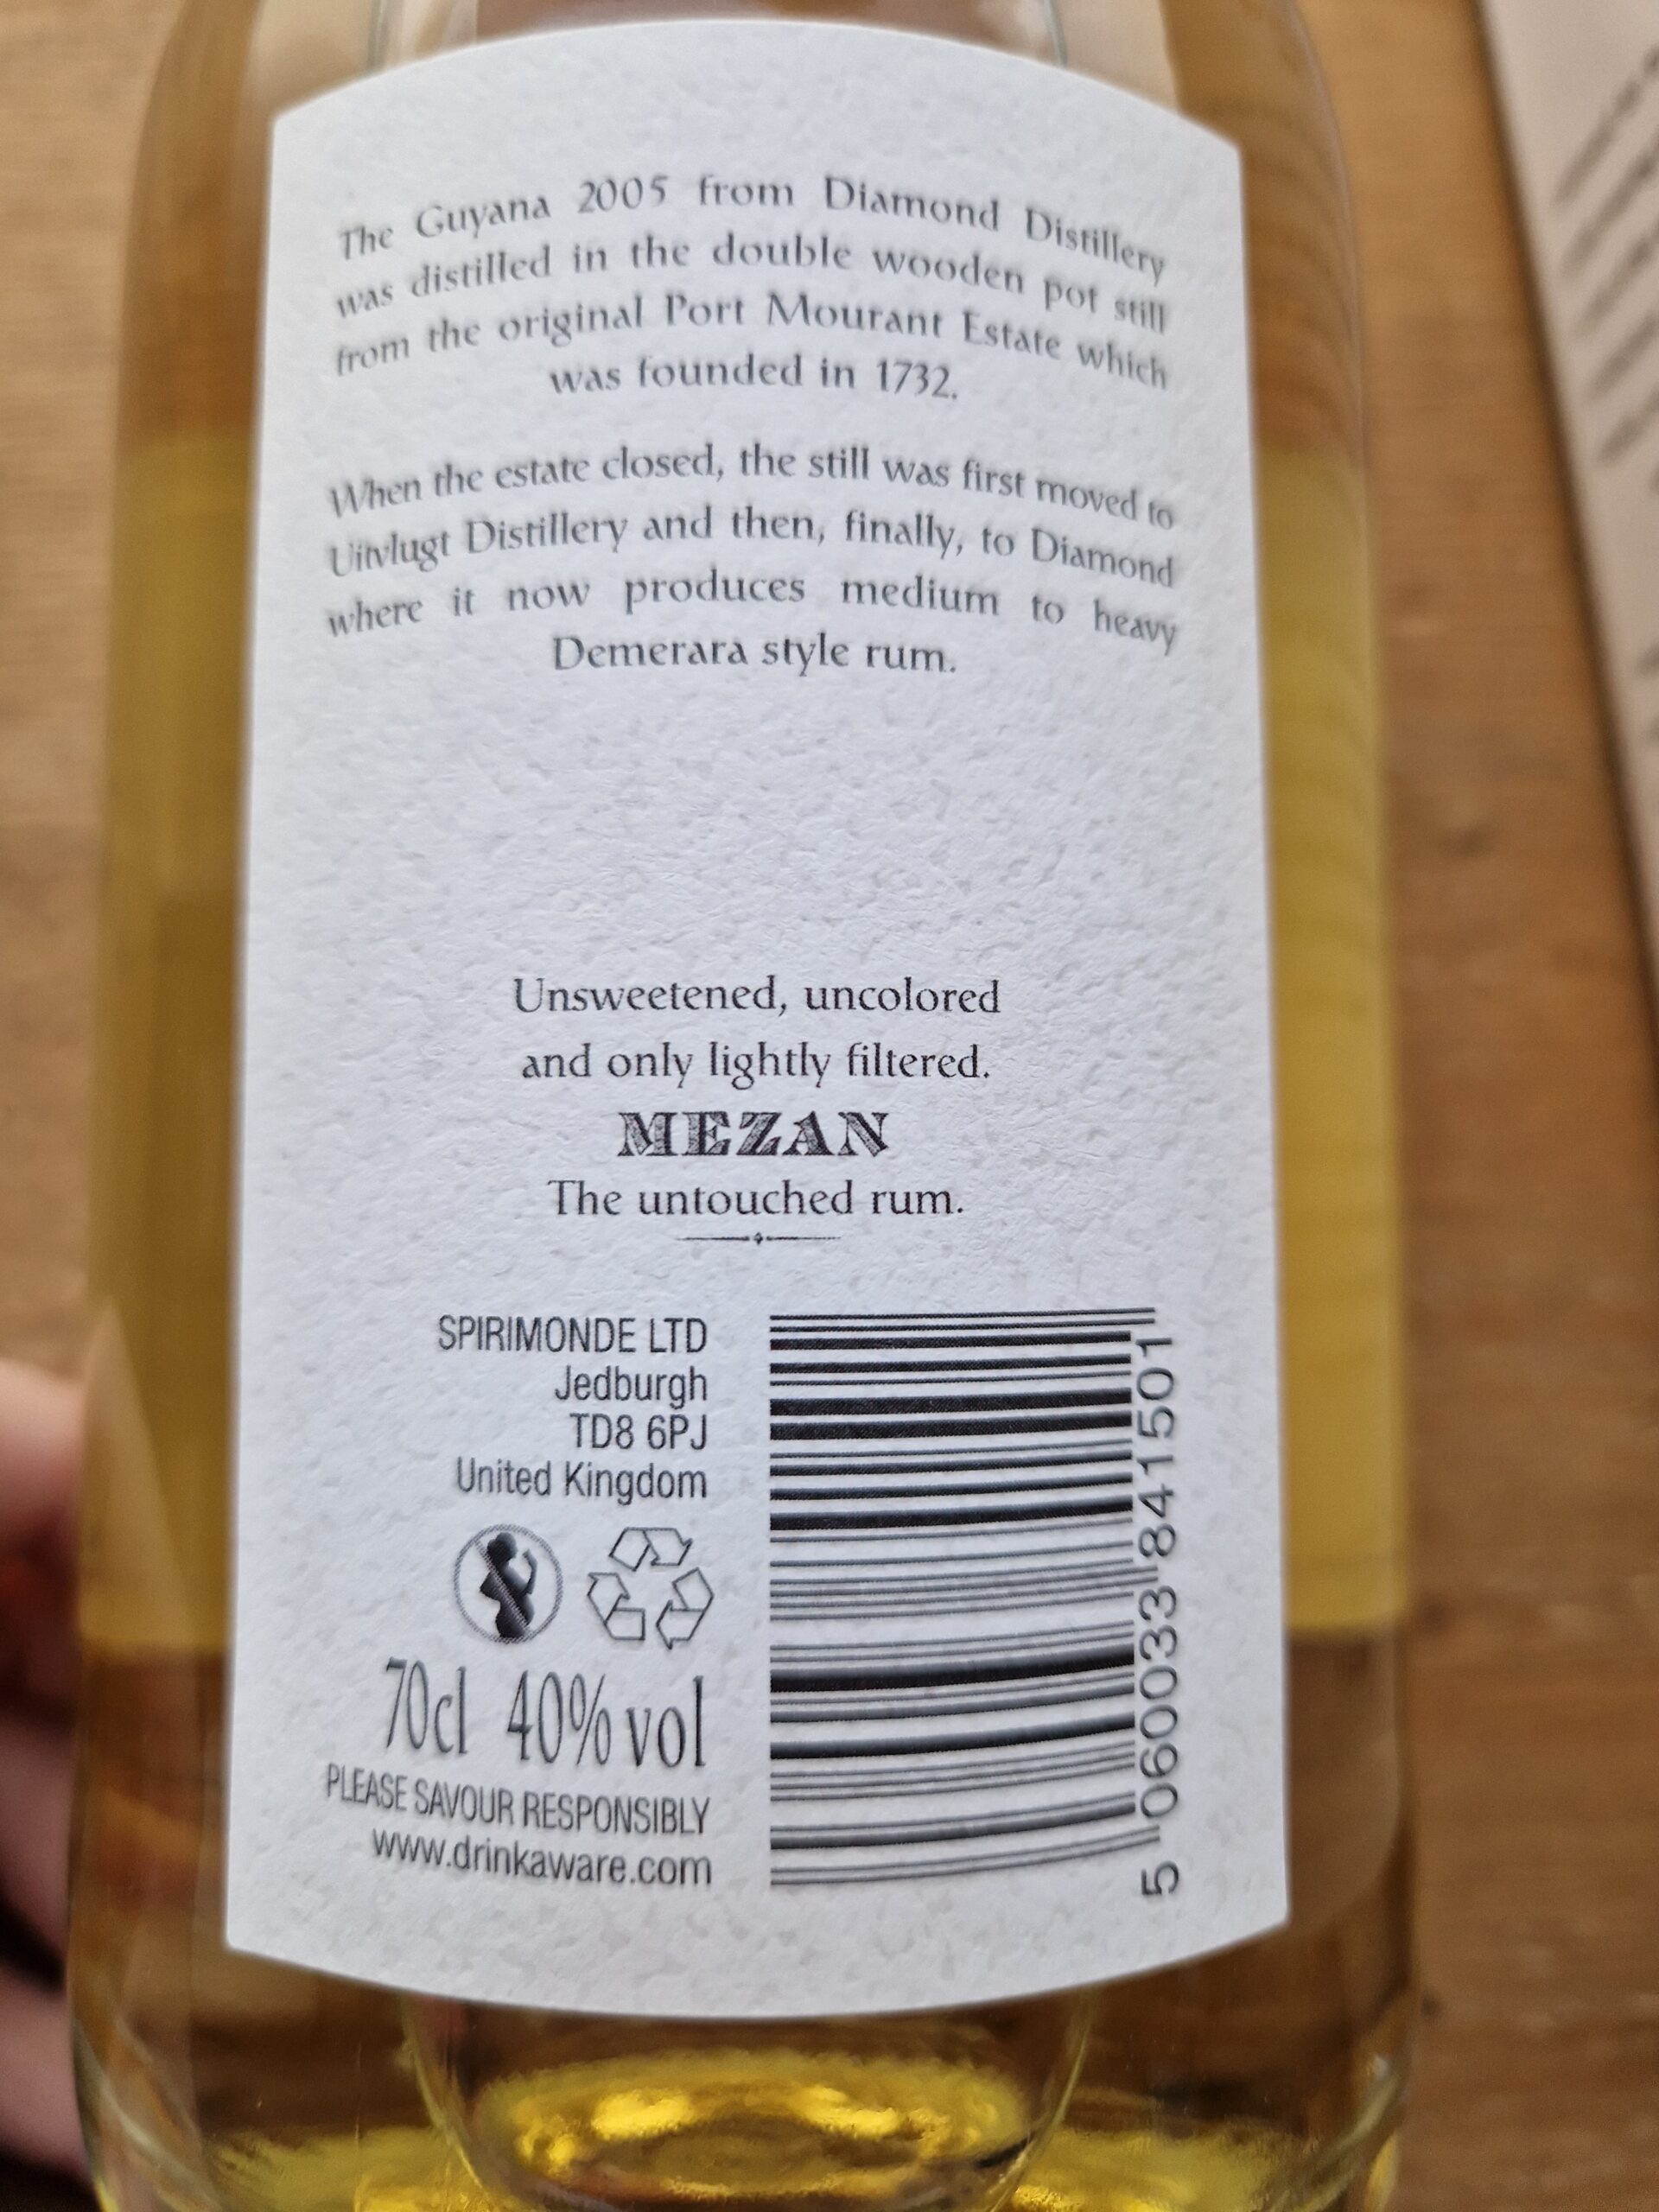 The Guyana 2005 from Diamond Distillery
was distilled in the double wooden pot still
from the original Port Mourant Estate which
was founded in 1732.
When the estate closed, the still was first moved to
Uitvlugt Distillery and then, finally, to Diamond
where it now produces medium to heavy
Demerara style rum.
Unsweetened, uncolored
and only lightly filtered.
MEZAN
The untouched rum.
SPIRIMONDE LTD
Jedburgh
TD8 6PJ
United Kingdom
70cl 40% vol
PLEASE SAVOUR RESPONSIBLY
www.drinkaware.com
5 060033 841501